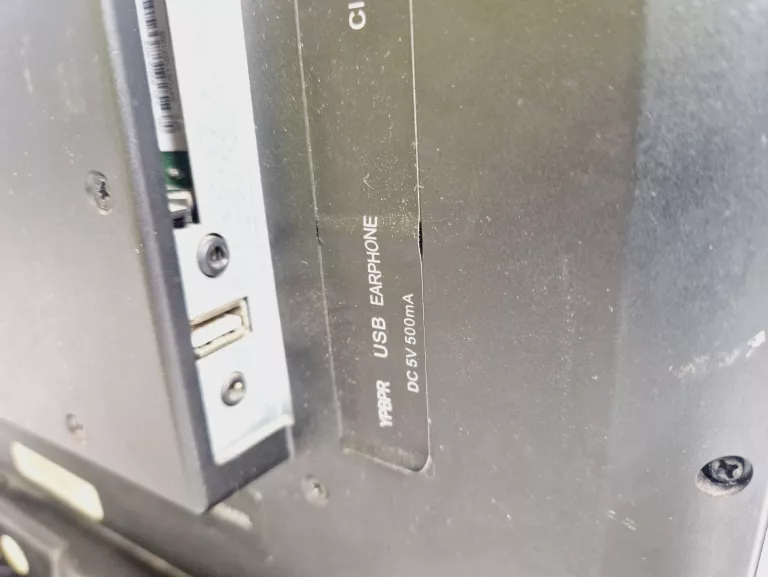 CI
EARPHONE
USB
YPBPR
DC 5V 500mA